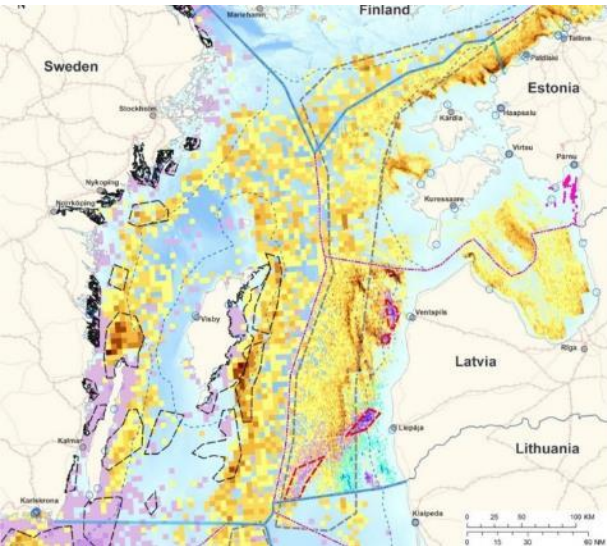 Mariehamn
Finland
Tallinn
Paldiski
Sweden
Estonia
Stockholm
Kärdla
Haapsalu
Virtsu
Nyköping
Pärnu
Norrköping
Kuressaare
Visby
Ventspils
Rīga
Latvia
Liepāja
Kalmar
Lithuania
Karlskrona
Klaipeda
0 25 50 100 KM
0 15 30 60 NM